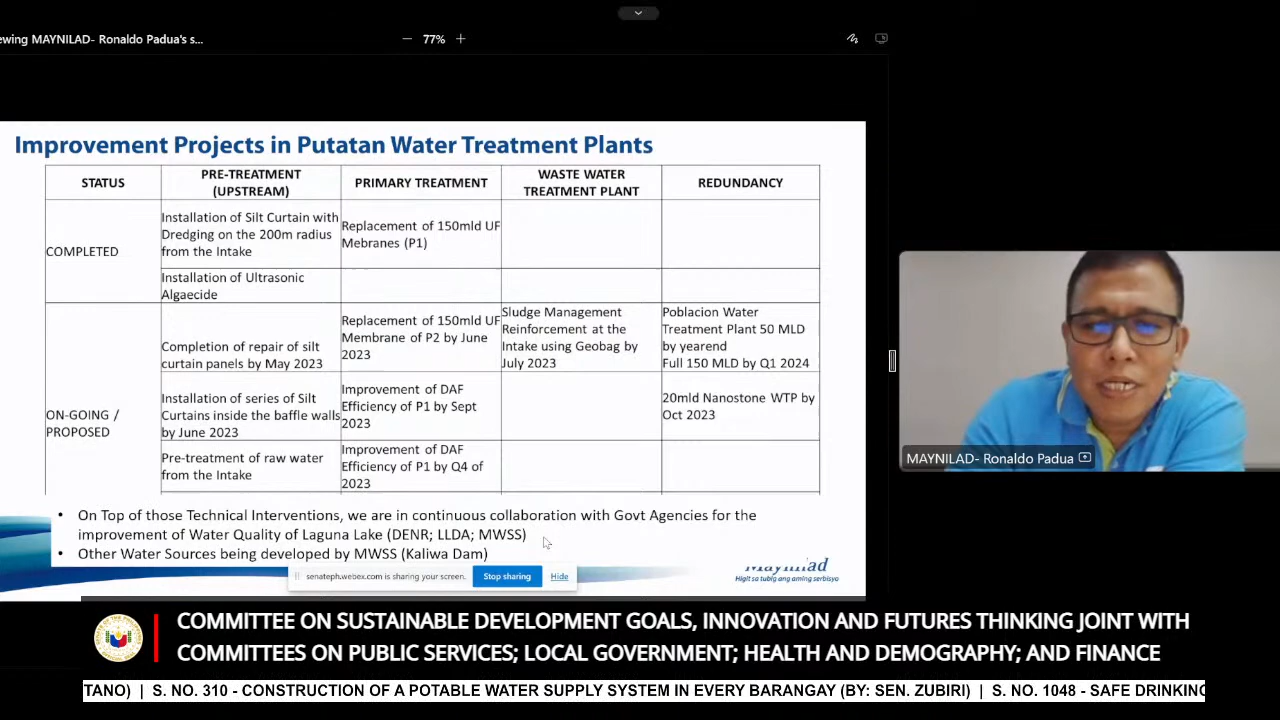 ewing MAYNILAD- Ronaldo Padua's s...
77%
Improvement Projects in Putatan Water Treatment Plants
STATUS
PRE-TREATMENT
(UPSTREAM)
PRIMARY TREATMENT
WASTE WATER
TREATMENT PLANT
REDUNDANCY
COMPLETED
Installation of Silt Curtain with
Dredging on the 200m radius
from the Intake
Replacement of 150mld UF
Mebranes (P1)
Installation of Ultrasonic
Algaecide
ON-GOING /
PROPOSED
Completion of repair of silt
curtain panels by May 2023
Replacement of 150mld UF
Membrane of P2 by June
2023
Sludge Management
Reinforcement at the
Intake using Geobag by
July 2023
Poblacion Water
Treatment Plant 50 MLD
by yearend
Full 150 MLD by Q1 2024
Installation of series of Silt
Curtains inside the baffle walls
by June 2023
Improvement of DAF
Efficiency of P1 by Sept
2023
20mld Nanostone WTP by
Oct 2023
Pre-treatment of raw water
from the Intake
Improvement of DAF
Efficiency of P1 by Q4 of
2023
• On Top of those Technical Interventions, we are in continuous collaboration with Govt Agencies for the
improvement of Water Quality of Laguna Lake (DENR; LLDA; MWSS)
• Other Water Sources being developed by MWSS (Kaliwa Dam)
senateph.webex.com is sharing your screen.
Stop sharing
Hide
Maynilad
Higit sa tubig ang aming serbisyo
MAYNILAD- Ronaldo Padua
COMMITTEE ON SUSTAINABLE DEVELOPMENT GOALS, INNOVATION AND FUTURES THINKING JOINT WITH
COMMITTEES ON PUBLIC SERVICES; LOCAL GOVERNMENT; HEALTH AND DEMOGRAPHY; AND FINANCE
TANO) | S. NO. 310 - CONSTRUCTION OF A POTABLE WATER SUPPLY SYSTEM IN EVERY BARANGAY (BY: SEN. ZUBIRI) | S. NO. 1048 - SAFE DRINKING